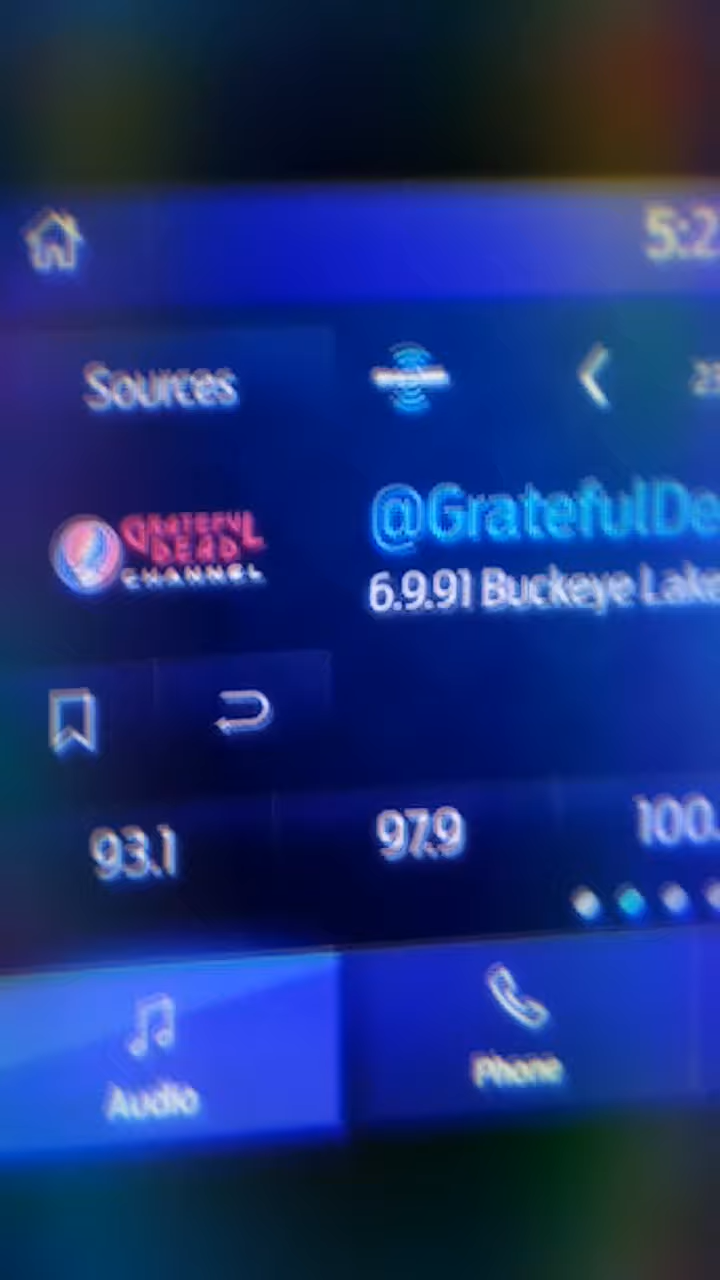 5:2
Sources
GRATEFUL
DEAD
CHANNEL
@GratefulDe
6.9.91 Buckeye Lake
93.1
97.9
100.
Audio
Phone